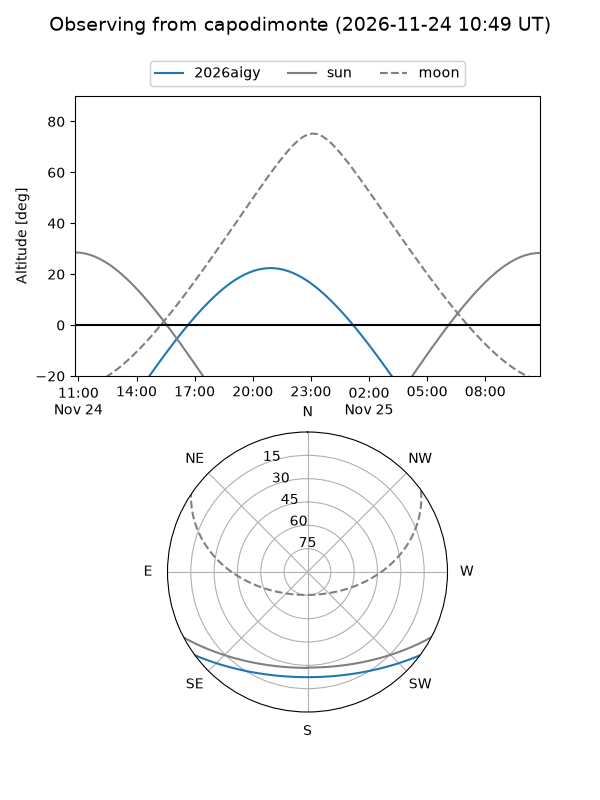 Observing from capodimonte (2026-11-24 10:49 UT)
2026aigy sun moon
Altitude [deg]
80
60
40
20
0
−20
11:00 14:00 17:00 20:00 23:00 02:00 05:00 08:00
Nov 24 Nov 25
N
NE NW
15
30
45
60
75
E W
SE SW
S